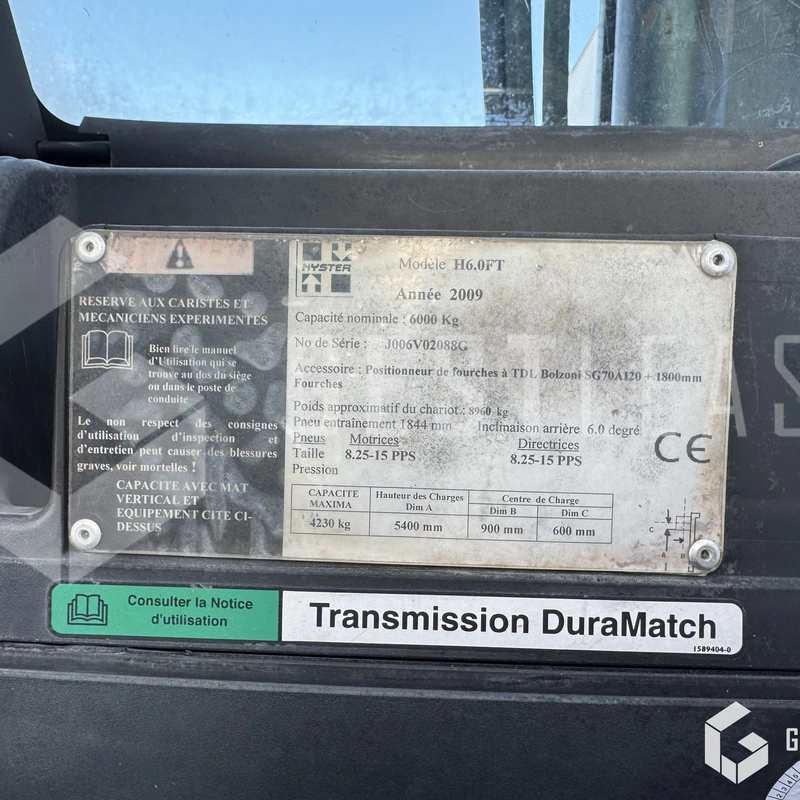 RESERVE AUX CARISTES ET
MECANICIENS EXPERIMENTES
Bien lire le manuel
d'Utilisation qui se
trouve au dos du siège
ou dans le poste de
conduite
Le non respect des consignes
d'utilisation d'inspection et
d'entretien peut causer des blessures
graves, voir mortelles !
CAPACITE AVEC MAT
VERTICAL ET
EQUIPEMENT CITE CI-
DESSUS
HYSTER
Modèle H6.0FT
Année 2009
Capacité nominale : 6000 Kg
No de Série : J006V02088G
Accessoire : Positionneur de fourches à TDL Bolzoni SG70A120 + 1800mm
Fourches
Poids approximatif du chariot : 8960 kg
Pneu entraînement 1844 mm Inclinaison arrière 6.0 degré
Pneus Motrices Directrices
Taille 8.25-15 PPS 8.25-15 PPS
Pression
CE
CAPACITE MAXIMA Hauteur des Charges Dim A Centre de Charge
Dim B Dim C
4230 kg 5400 mm 900 mm 600 mm
C
A
B
Consulter la Notice
d'utilisation
Transmission DuraMatch
1589404-0